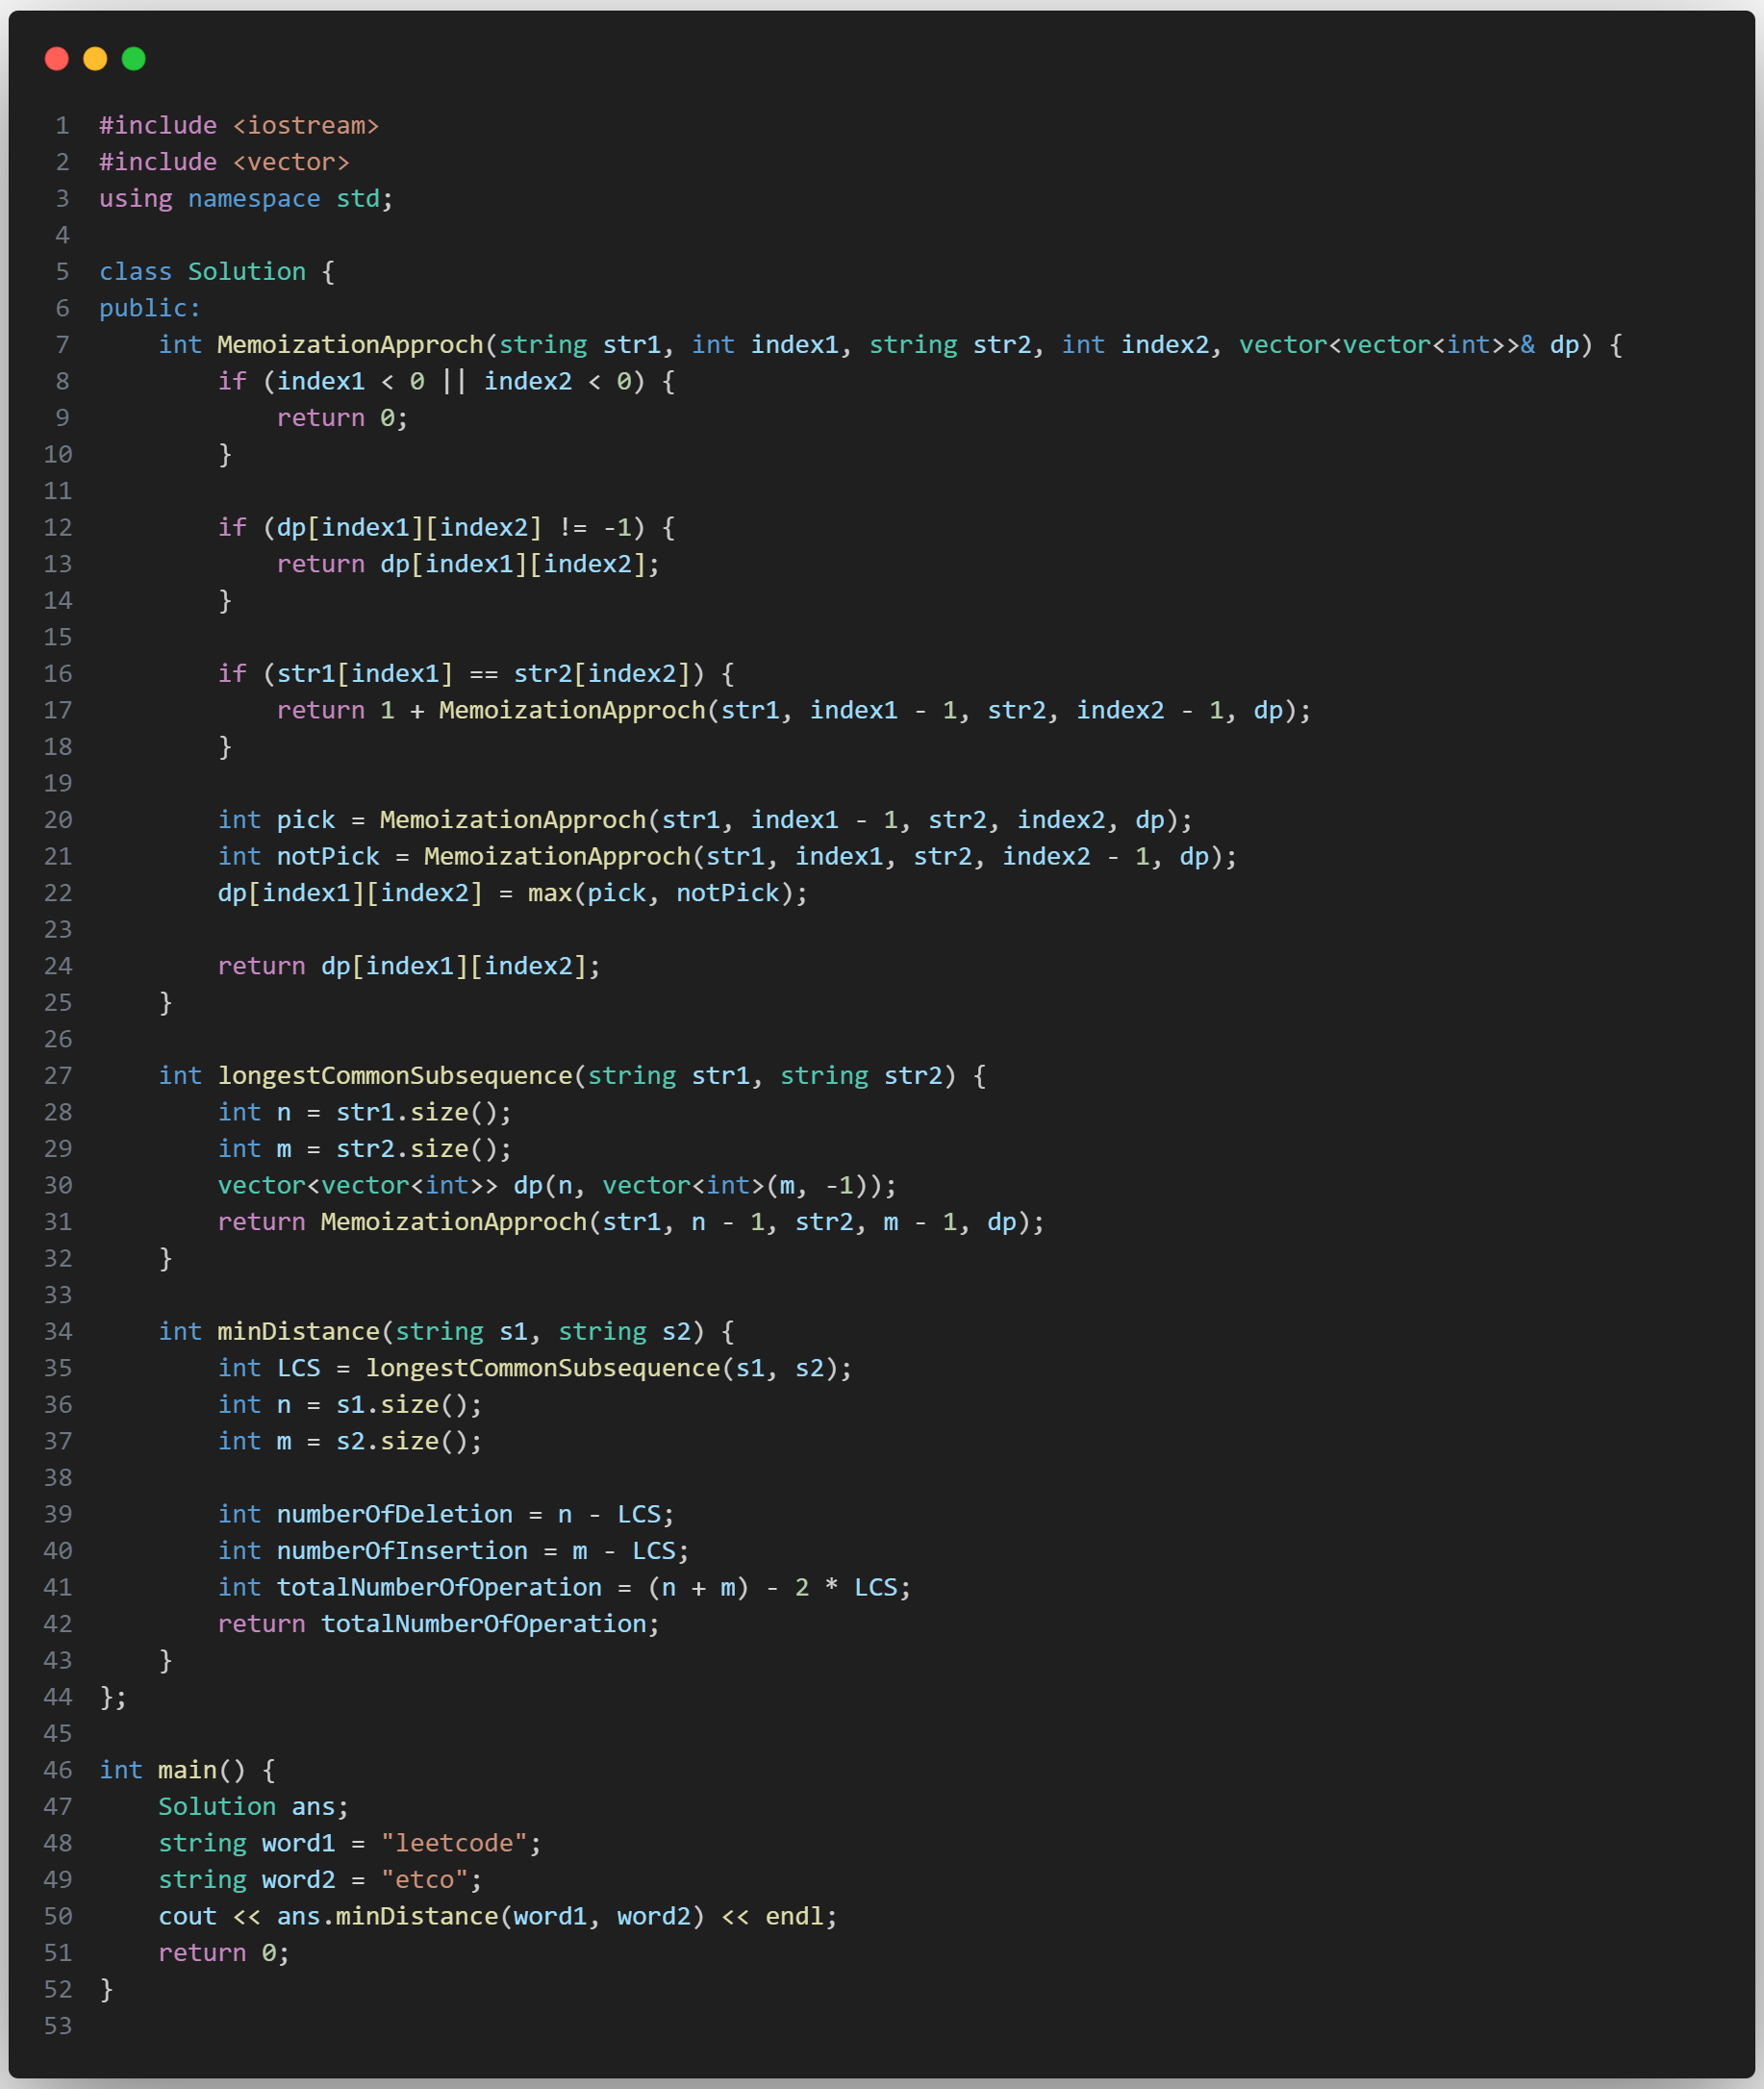 1 #include <iostream>
2 #include <vector>
3 using namespace std;
4
5 class Solution {
6 public:
7     int MemoizationApproch(string str1, int index1, string str2, int index2, vector<vector<int>>& dp) {
8         if (index1 < 0 || index2 < 0) {
9             return 0;
10         }
11
12         if (dp[index1][index2] != -1) {
13             return dp[index1][index2];
14         }
15
16         if (str1[index1] == str2[index2]) {
17             return 1 + MemoizationApproch(str1, index1 - 1, str2, index2 - 1, dp);
18         }
19
20         int pick = MemoizationApproch(str1, index1 - 1, str2, index2, dp);
21         int notPick = MemoizationApproch(str1, index1, str2, index2 - 1, dp);
22         dp[index1][index2] = max(pick, notPick);
23
24         return dp[index1][index2];
25     }
26
27     int longestCommonSubsequence(string str1, string str2) {
28         int n = str1.size();
29         int m = str2.size();
30         vector<vector<int>> dp(n, vector<int>(m, -1));
31         return MemoizationApproch(str1, n - 1, str2, m - 1, dp);
32     }
33
34     int minDistance(string s1, string s2) {
35         int LCS = longestCommonSubsequence(s1, s2);
36         int n = s1.size();
37         int m = s2.size();
38
39         int numberOfDeletion = n - LCS;
40         int numberOfInsertion = m - LCS;
41         int totalNumberOfOperation = (n + m) - 2 * LCS;
42         return totalNumberOfOperation;
43     }
44 };
45
46 int main() {
47     Solution ans;
48     string word1 = "leetcode";
49     string word2 = "etco";
50     cout << ans.minDistance(word1, word2) << endl;
51     return 0;
52 }
53